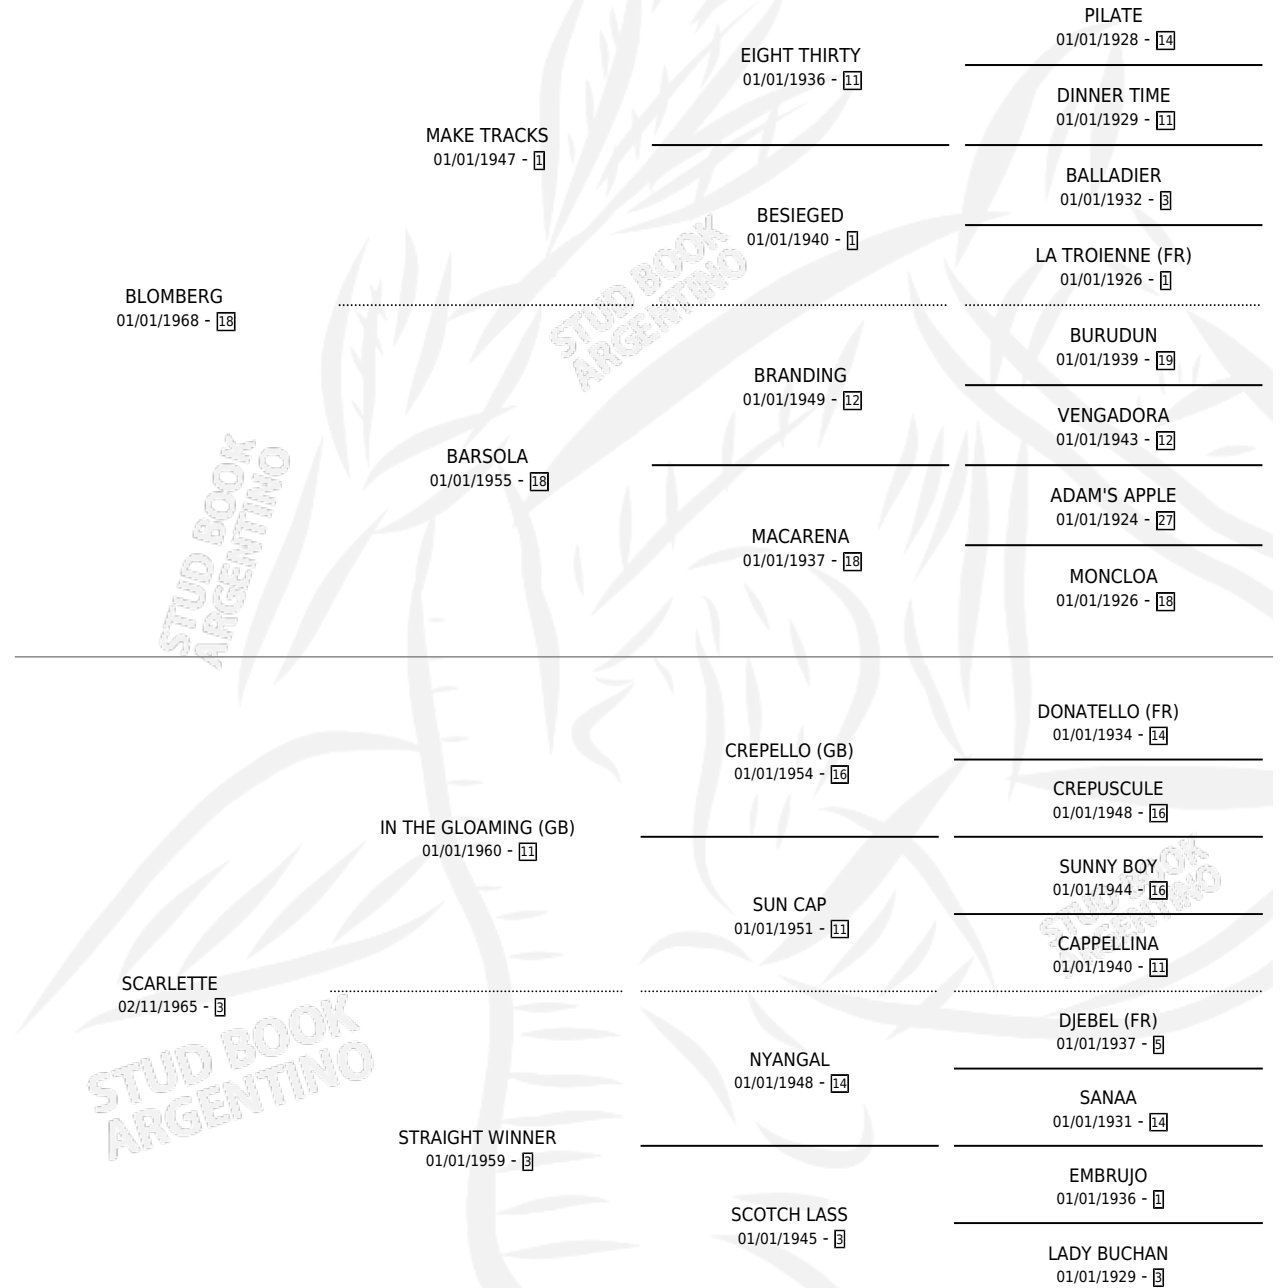 PILATE
01/01/1928 - 14
EIGHT THIRTY
01/01/1936 - 11
DINNER TIME
01/01/1929 - 11
MAKE TRACKS
01/01/1947 - 1
BALLADIER
01/01/1932 - 3
BESIEGED
01/01/1940 - 1
LA TROIENNE (FR)
01/01/1926 - 1
BLOMBERG
01/01/1968 - 18
STUD BOOK
ARGENTINO
BURUDUN
01/01/1939 - 19
BRANDING
01/01/1949 - 12
VENGADORA
01/01/1943 - 12
BARSOLA
01/01/1955 - 18
ADAM'S APPLE
01/01/1924 - 27
MACARENA
01/01/1937 - 18
MONCLOA
01/01/1926 - 18
STUD BOOK
ARGENTINO
DONATELLO (FR)
01/01/1934 - 14
CREPELLO (GB)
01/01/1954 - 16
CREPUSCULE
01/01/1948 - 16
IN THE GLOAMING (GB)
01/01/1960 - 11
SUNNY BOY
01/01/1944 - 16
SUN CAP
01/01/1951 - 11
STUD BOOK
ARGENTINO
CAPPELLINA
01/01/1940 - 11
SCARLETTE
02/11/1965 - 3
DJEBEL (FR)
01/01/1937 - 5
NYANGAL
01/01/1948 - 14
SANAA
01/01/1931 - 14
STUD BOOK
ARGENTINO
STRAIGHT WINNER
01/01/1959 - 3
EMBRUJO
01/01/1936 - 1
SCOTCH LASS
01/01/1945 - 3
LADY BUCHAN
01/01/1929 - 3